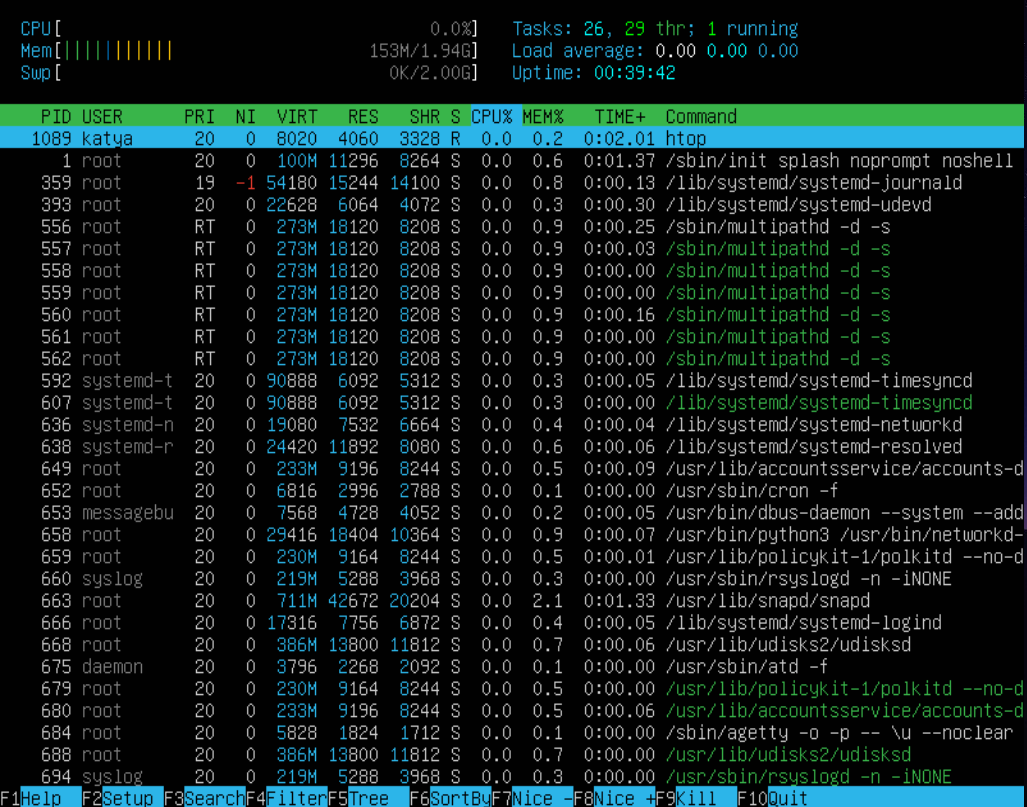 CPU[ 0.0%] Tasks: 26, 29 thr; 1 running
Mem[|||||||||||| 153M/1.94G] Load average: 0.00 0.00 0.00
Swp[ 0K/2.00G] Uptime: 00:39:42
PID USER PRI NI VIRT RES SHR S CPU% MEM% TIME+ Command
1089 katya 20 0 8020 4060 3328 R 0.0 0.2 0:02.01 htop
1 root 20 0 100M 11296 8264 S 0.0 0.6 0:01.37 /sbin/init splash noprompt noshell
359 root 19 -1 54180 15244 14100 S 0.0 0.8 0:00.13 /lib/systemd/systemd-journald
393 root 20 0 22628 6064 4072 S 0.0 0.3 0:00.30 /lib/systemd/systemd-udevd
556 root RT 0 273M 18120 8208 S 0.0 0.9 0:00.25 /sbin/multipathd -d -s
557 root RT 0 273M 18120 8208 S 0.0 0.9 0:00.03 /sbin/multipathd -d -s
558 root RT 0 273M 18120 8208 S 0.0 0.9 0:00.00 /sbin/multipathd -d -s
559 root RT 0 273M 18120 8208 S 0.0 0.9 0:00.00 /sbin/multipathd -d -s
560 root RT 0 273M 18120 8208 S 0.0 0.9 0:00.16 /sbin/multipathd -d -s
561 root RT 0 273M 18120 8208 S 0.0 0.9 0:00.00 /sbin/multipathd -d -s
562 root RT 0 273M 18120 8208 S 0.0 0.9 0:00.00 /sbin/multipathd -d -s
592 systemd-t 20 0 90888 6092 5312 S 0.0 0.3 0:00.05 /lib/systemd/systemd-timesyncd
607 systemd-t 20 0 90888 6092 5312 S 0.0 0.3 0:00.00 /lib/systemd/systemd-timesyncd
636 systemd-n 20 0 19080 7532 6664 S 0.0 0.4 0:00.04 /lib/systemd/systemd-networkd
638 systemd-r 20 0 24420 11892 8080 S 0.0 0.6 0:00.06 /lib/systemd/systemd-resolved
649 root 20 0 233M 9196 8244 S 0.0 0.5 0:00.09 /usr/lib/accountsservice/accounts-d
652 root 20 0 6816 2996 2788 S 0.0 0.1 0:00.00 /usr/sbin/cron -f
653 messagebu 20 0 7568 4728 4052 S 0.0 0.2 0:00.05 /usr/bin/dbus-daemon --system --add
658 root 20 0 29416 18404 10364 S 0.0 0.9 0:00.07 /usr/bin/python3 /usr/bin/networkd-
659 root 20 0 230M 9164 8244 S 0.0 0.5 0:00.01 /usr/lib/policykit-1/polkitd --no-d
660 syslog 20 0 219M 5288 3968 S 0.0 0.3 0:00.00 /usr/sbin/rsyslogd -n -iNONE
663 root 20 0 711M 42672 20204 S 0.0 2.1 0:01.33 /usr/lib/snapd/snapd
666 root 20 0 17316 7756 6872 S 0.0 0.4 0:00.05 /lib/systemd/systemd-logind
668 root 20 0 386M 13800 11812 S 0.0 0.7 0:00.06 /usr/lib/udisks2/udisksd
675 daemon 20 0 3796 2268 2092 S 0.0 0.1 0:00.00 /usr/sbin/atd -f
679 root 20 0 230M 9164 8244 S 0.0 0.5 0:00.00 /usr/lib/policykit-1/polkitd --no-d
680 root 20 0 233M 9196 8244 S 0.0 0.5 0:00.06 /usr/lib/accountsservice/accounts-d
684 root 20 0 5828 1824 1712 S 0.0 0.1 0:00.00 /sbin/agetty -o -p -- \u --noclear
688 root 20 0 386M 13800 11812 S 0.0 0.7 0:00.00 /usr/lib/udisks2/udisksd
694 syslog 20 0 219M 5288 3968 S 0.0 0.3 0:00.00 /usr/sbin/rsyslogd -n -iNONE
F1Help F2Setup F3SearchF4FilterF5Tree F6SortByF7Nice -F8Nice +F9Kill F10Quit